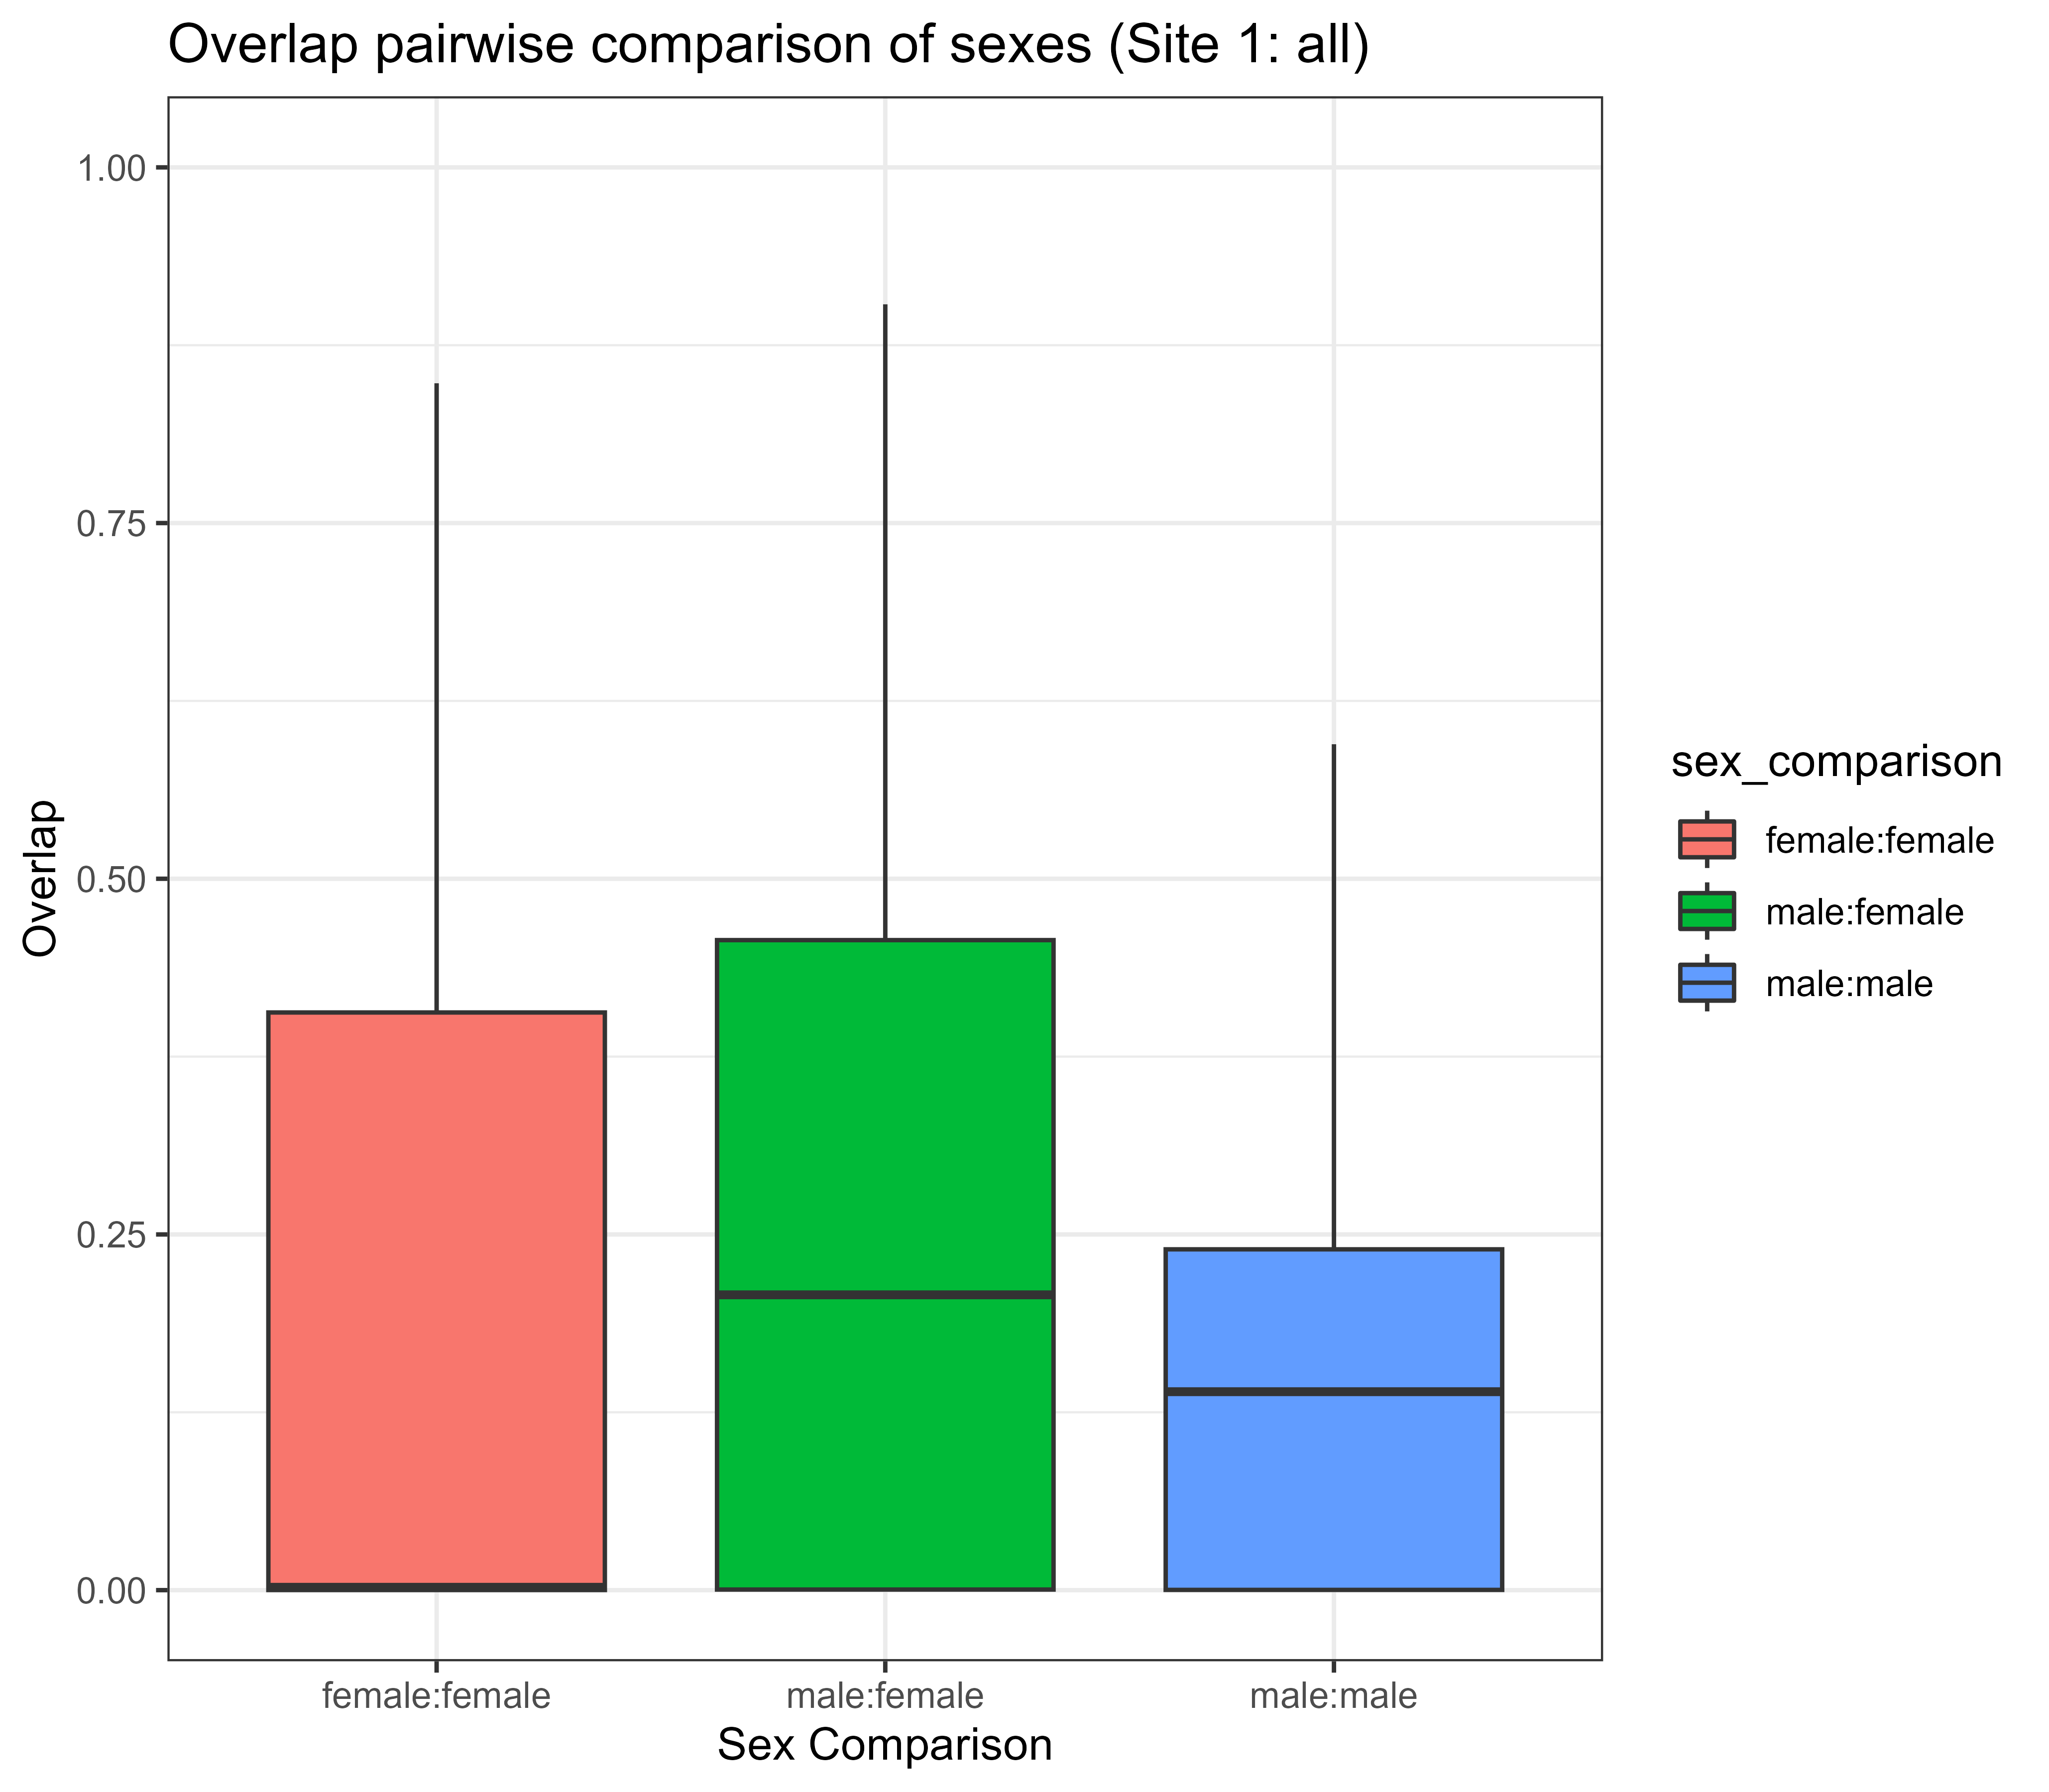 Overlap pairwise comparison of sexes (Site 1: all)
1.00
0.75
0.50
0.25
0.00
Overlap
female:female
male:female
male:male
Sex Comparison
sex_comparison
female:female
male:female
male:male